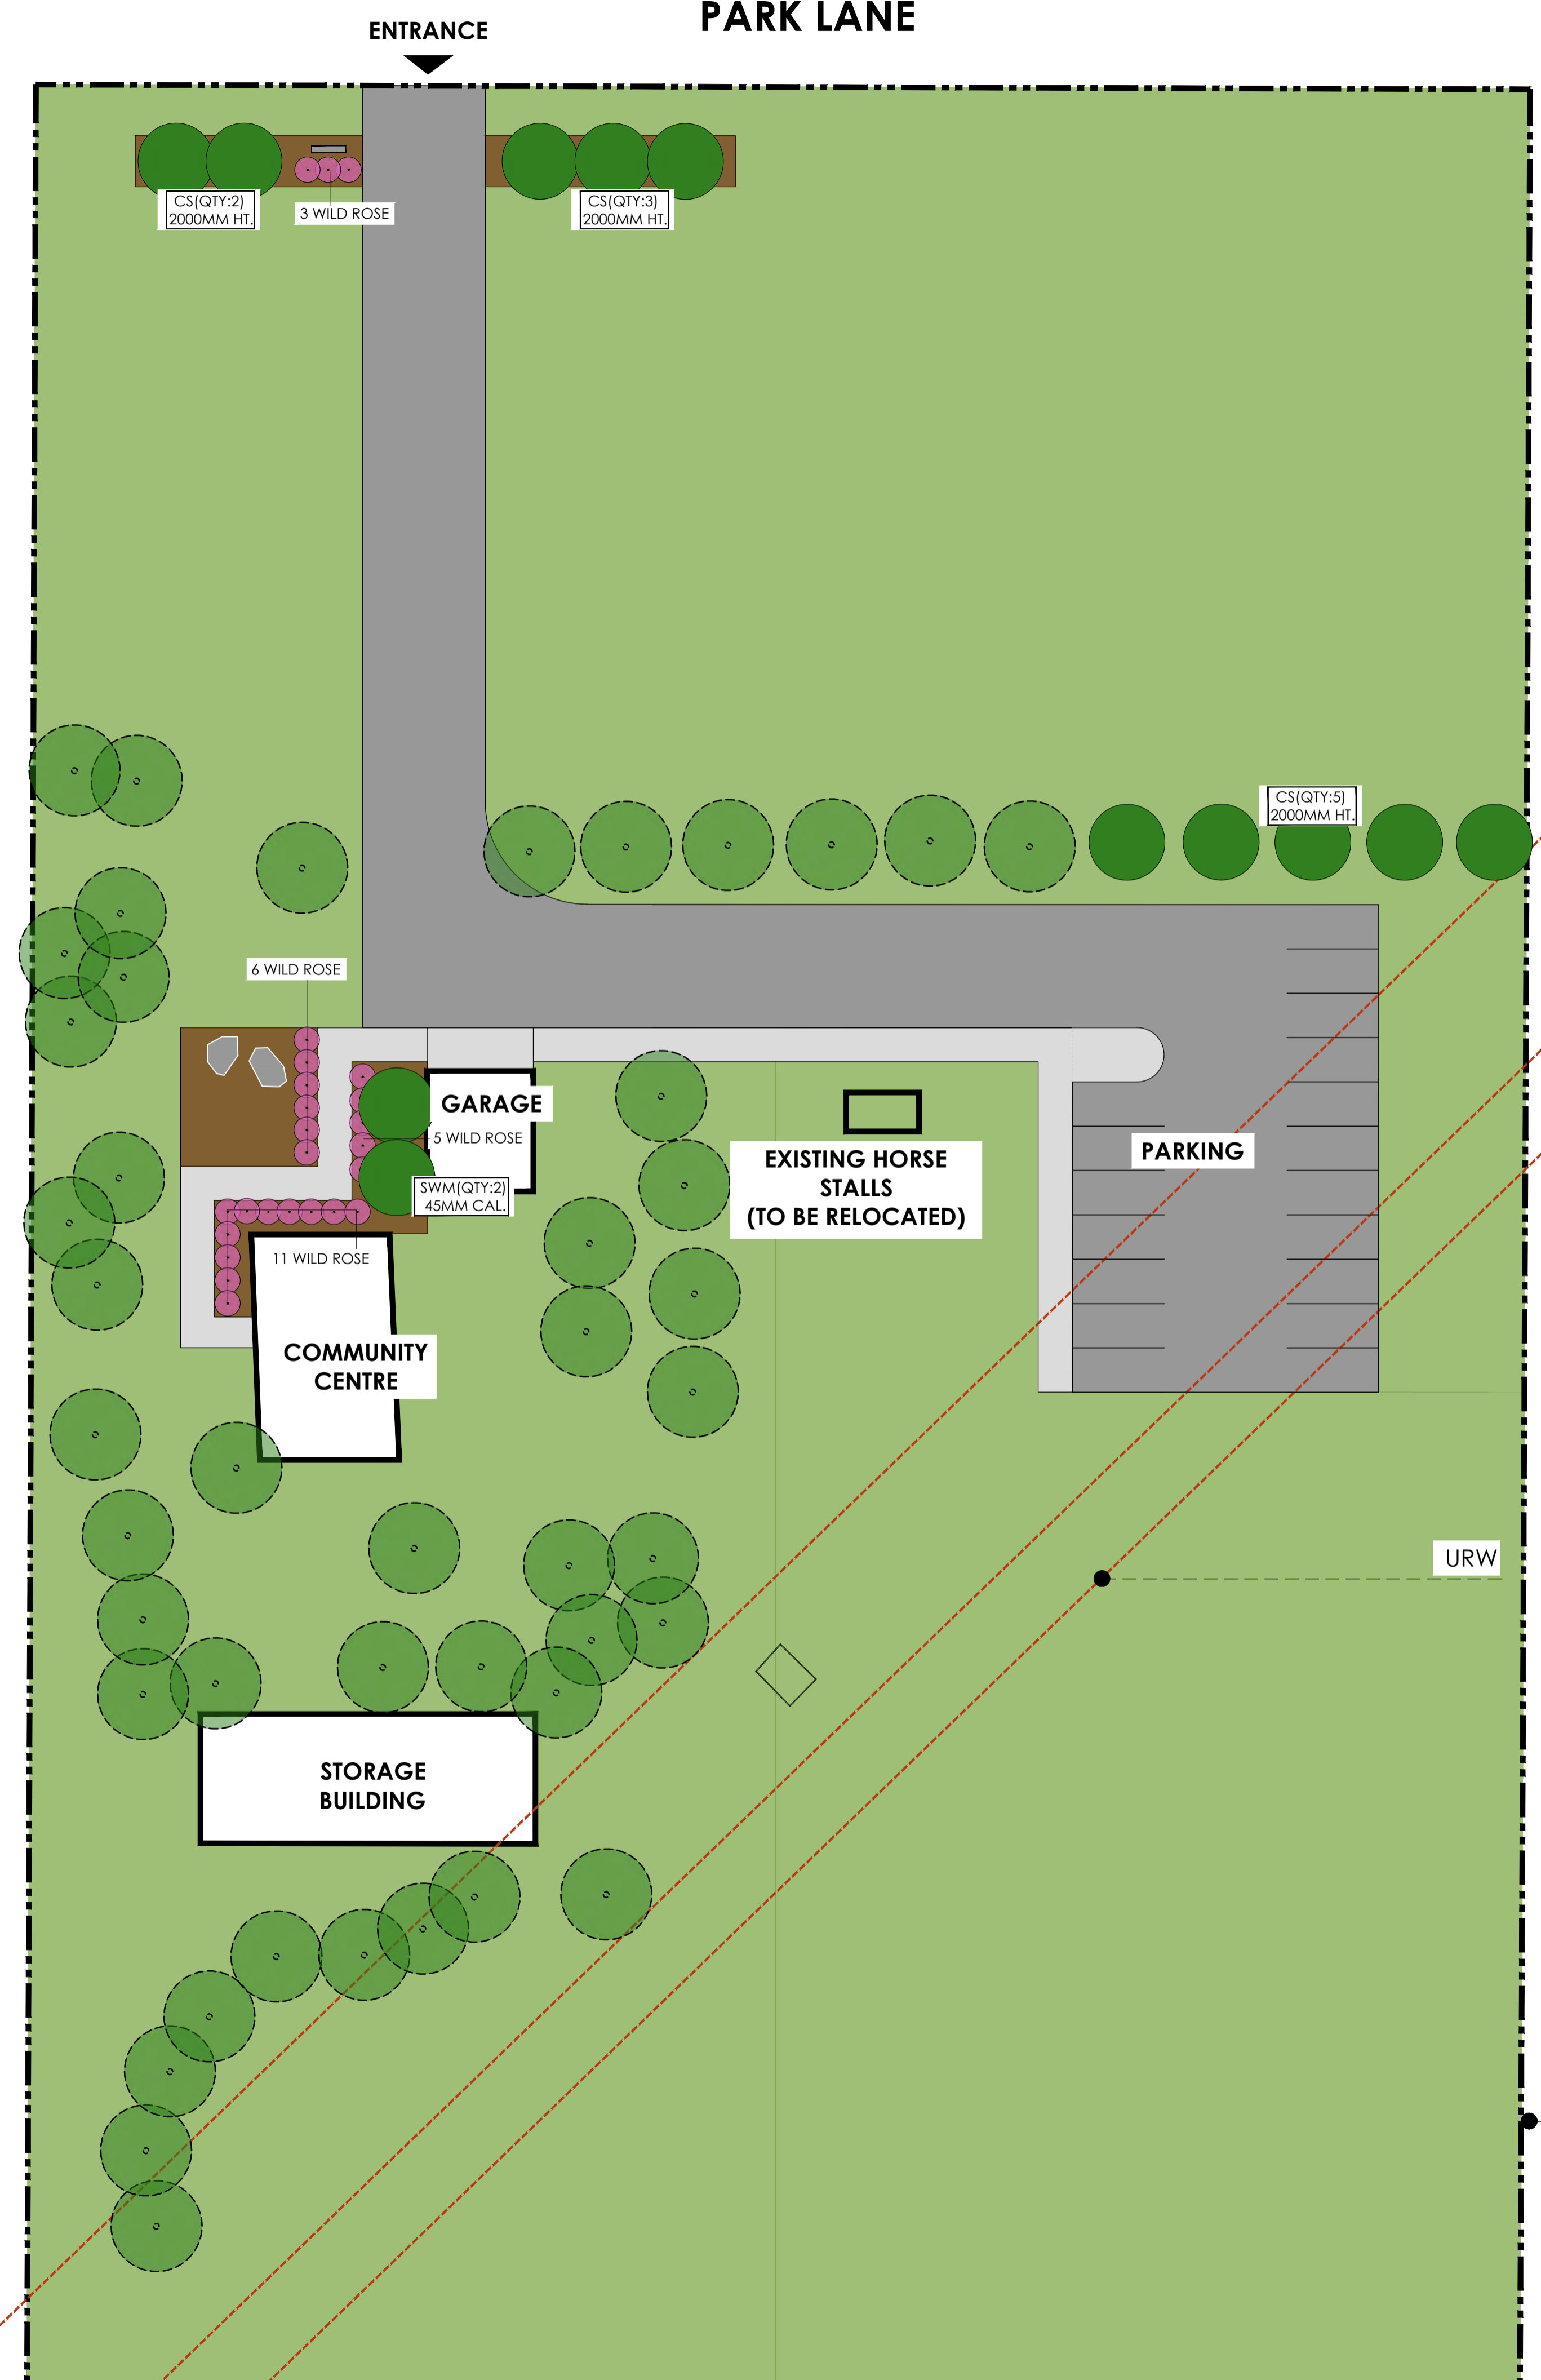 PARK LANE
ENTRANCE
CS(QTY:2)
2000MM HT.
3 WILD ROSE
CS(QTY:3)
2000MM HT.
CS(QTY:5)
2000MM HT.
6 WILD ROSE
GARAGE
5 WILD ROSE
SWM(QTY:2)
45MM CAL.
EXISTING HORSE
STALLS
(TO BE RELOCATED)
PARKING
11 WILD ROSE
COMMUNITY
CENTRE
URW
STORAGE
BUILDING